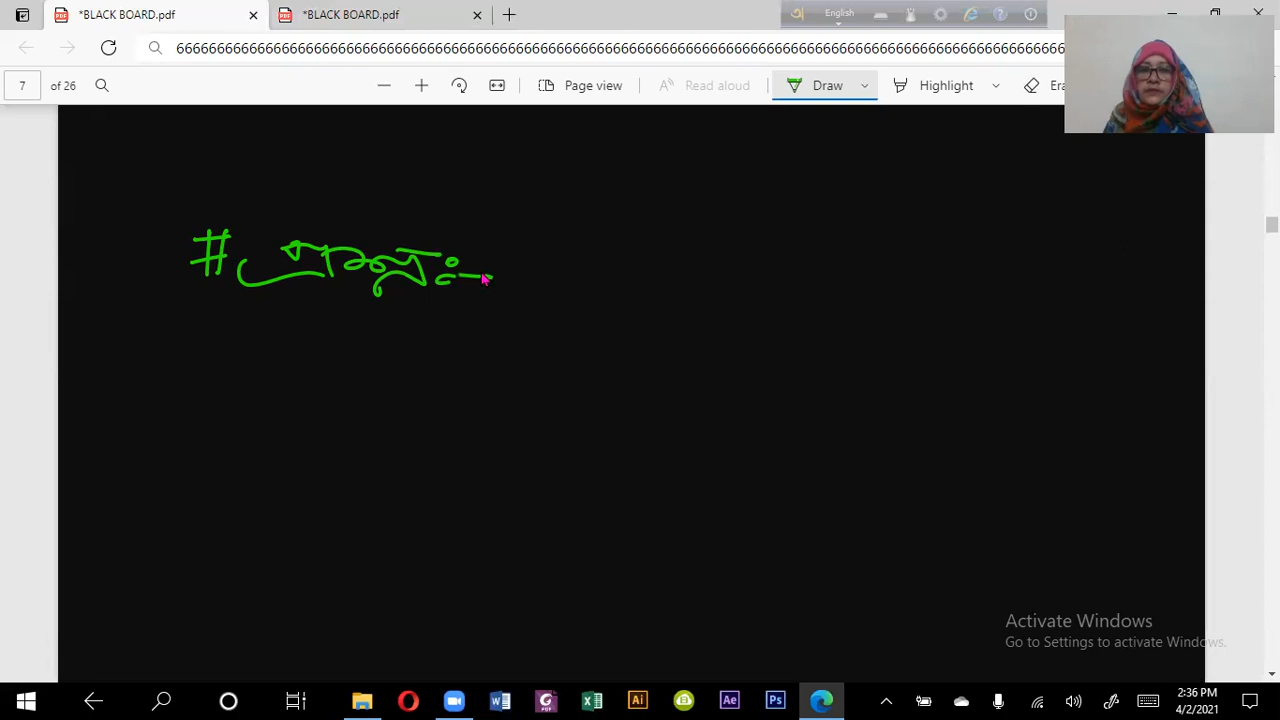 *BLACK BOARD.pdf
*BLACK BOARD.pdf
English
7 of 26
Page view
Read aloud
Draw
Highlight
Activate Windows
Go to Settings to activate Windows.
2:36 PM
4/2/2021